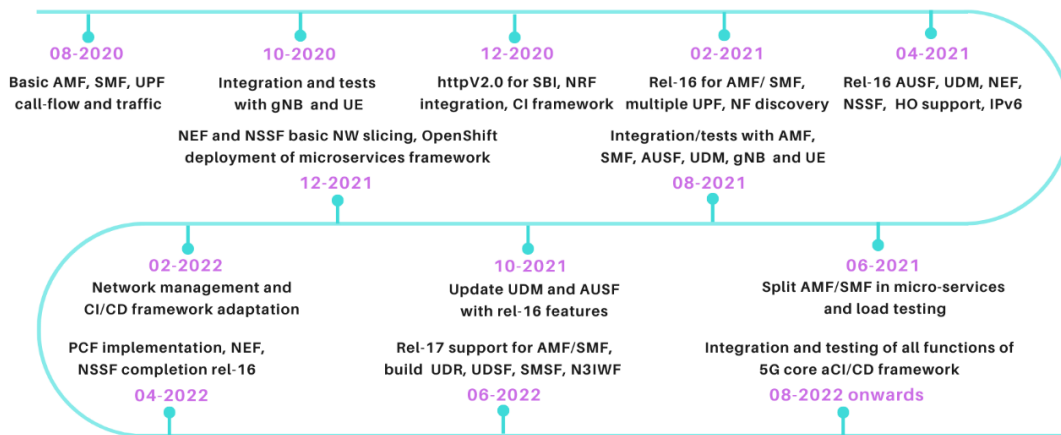 08-2020
Basic AMF, SMF, UPF
call-flow and traffic
10-2020
Integration and tests
with gNB and UE
12-2020
httpV2.0 for SBI, NRF
integration, CI framework
02-2021
Rel-16 for AMF/ SMF,
multiple UPF, NF discovery
04-2021
Rel-16 AUSF, UDM, NEF,
NSSF, HO support, IPv6
NEF and NSSF basic NW slicing, OpenShift
deployment of microservices framework
12-2021
Integration/tests with AMF,
SMF, AUSF, UDM, gNB and UE
08-2021
02-2022
Network management and
CI/CD framework adaptation
10-2021
Update UDM and AUSF
with rel-16 features
06-2021
Split AMF/SMF in micro-services
and load testing
PCF implementation, NEF,
NSSF completion rel-16
04-2022
Rel-17 support for AMF/SMF,
build UDR, UDSF, SMSF, N3IWF
06-2022
Integration and testing of all functions of
5G core aCI/CD framework
08-2022 onwards